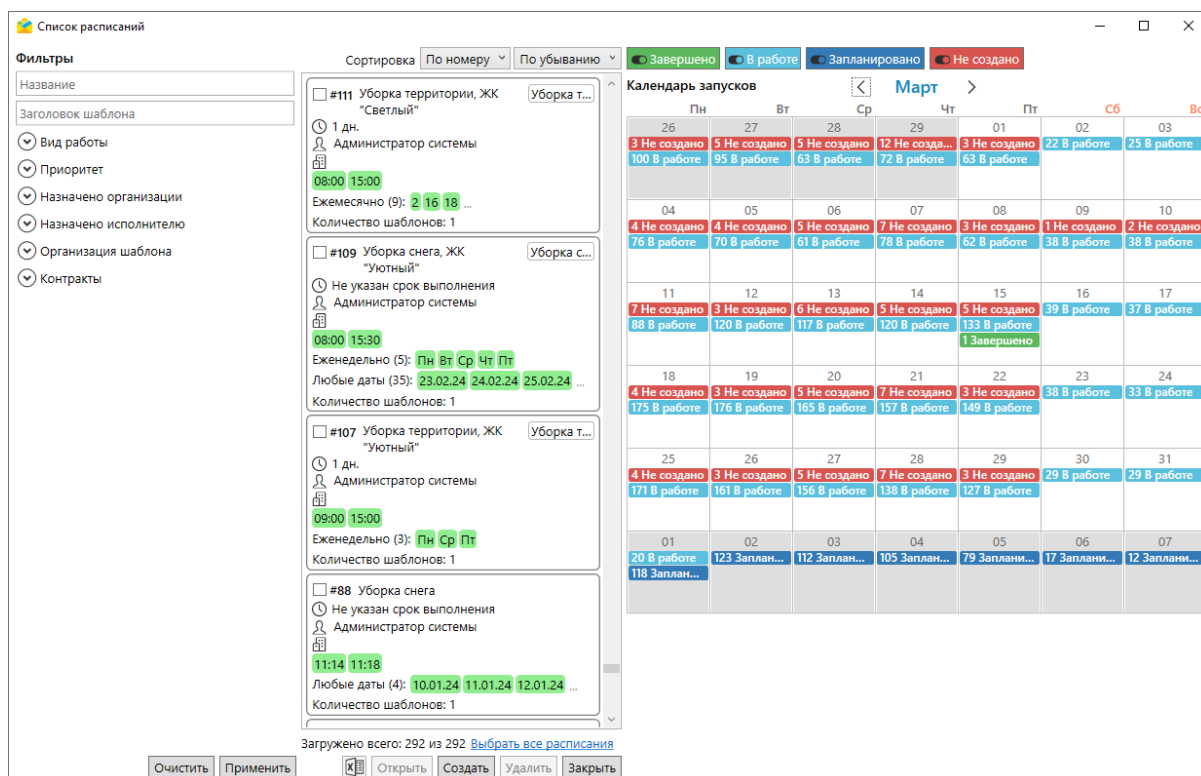 Список расписаний
Фильтры
Название
Заголовок шаблона
Вид работы
Приоритет
Назначено организации
Назначено исполнителю
Организация шаблона
Контракты
Очистить Применить
Сортировка По номеру По убыванию
#111 Уборка территории, ЖК "Светлый" Уборка т...
1 дн.
Администратор системы
08:00 15:00
Ежемесячно (9): 2 16 18 ...
Количество шаблонов: 1
#109 Уборка снега, ЖК "Уютный" Уборка с...
Не указан срок выполнения
Администратор системы
08:00 15:30
Еженедельно (5): Пн Вт Ср Чт Пт
Любые даты (35): 23.02.24 24.02.24 25.02.24 ...
Количество шаблонов: 1
#107 Уборка территории, ЖК "Уютный" Уборка т...
1 дн.
Администратор системы
09:00 15:00
Еженедельно (3): Пн Ср Пт
Количество шаблонов: 1
#88 Уборка снега
Не указан срок выполнения
Администратор системы
11:14 11:18
Любые даты (4): 10.01.24 11.01.24 12.01.24 ...
Количество шаблонов: 1
Загружено всего: 292 из 292 Выбрать все расписания
Открыть Создать Удалить Закрыть
Завершено В работе Запланировано Не создано
Календарь запусков Март
Пн Вт Ср Чт Пт Сб Вс
26 27 28 29 01 02 03
3 Не создано 5 Не создано 5 Не создано 12 Не созда... 3 Не создано 22 В работе 25 В работе
100 В работе 95 В работе 63 В работе 72 В работе 63 В работе
04 05 06 07 08 09 10
4 Не создано 4 Не создано 5 Не создано 7 Не создано 3 Не создано 1 Не создано 2 Не создано
76 В работе 70 В работе 61 В работе 78 В работе 62 В работе 38 В работе 38 В работе
11 12 13 14 15 16 17
7 Не создано 3 Не создано 6 Не создано 5 Не создано 5 Не создано 39 В работе 37 В работе
88 В работе 120 В работе 117 В работе 120 В работе 133 В работе
1 Завершено
18 19 20 21 22 23 24
4 Не создано 3 Не создано 5 Не создано 7 Не создано 3 Не создано 38 В работе 33 В работе
175 В работе 176 В работе 165 В работе 157 В работе 149 В работе
25 26 27 28 29 30 31
4 Не создано 3 Не создано 5 Не создано 7 Не создано 3 Не создано 29 В работе 29 В работе
171 В работе 161 В работе 156 В работе 138 В работе 127 В работе
01 02 03 04 05 06 07
20 В работе 123 Заплан... 112 Заплан... 105 Заплан... 79 Заплани... 17 Заплани... 12 Заплани...
118 Заплан...